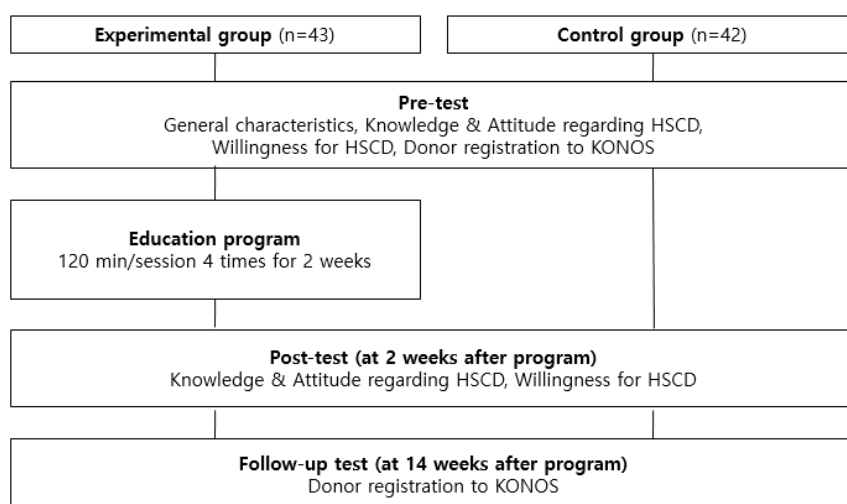 Experimental group (n=43)
Control group (n=42)
Pre-test
General characteristics, Knowledge & Attitude regarding HSCD,
Willingness for HSCD, Donor registration to KONOS
Education program
120 min/session 4 times for 2 weeks
Post-test (at 2 weeks after program)
Knowledge & Attitude regarding HSCD, Willingness for HSCD
Follow-up test (at 14 weeks after program)
Donor registration to KONOS